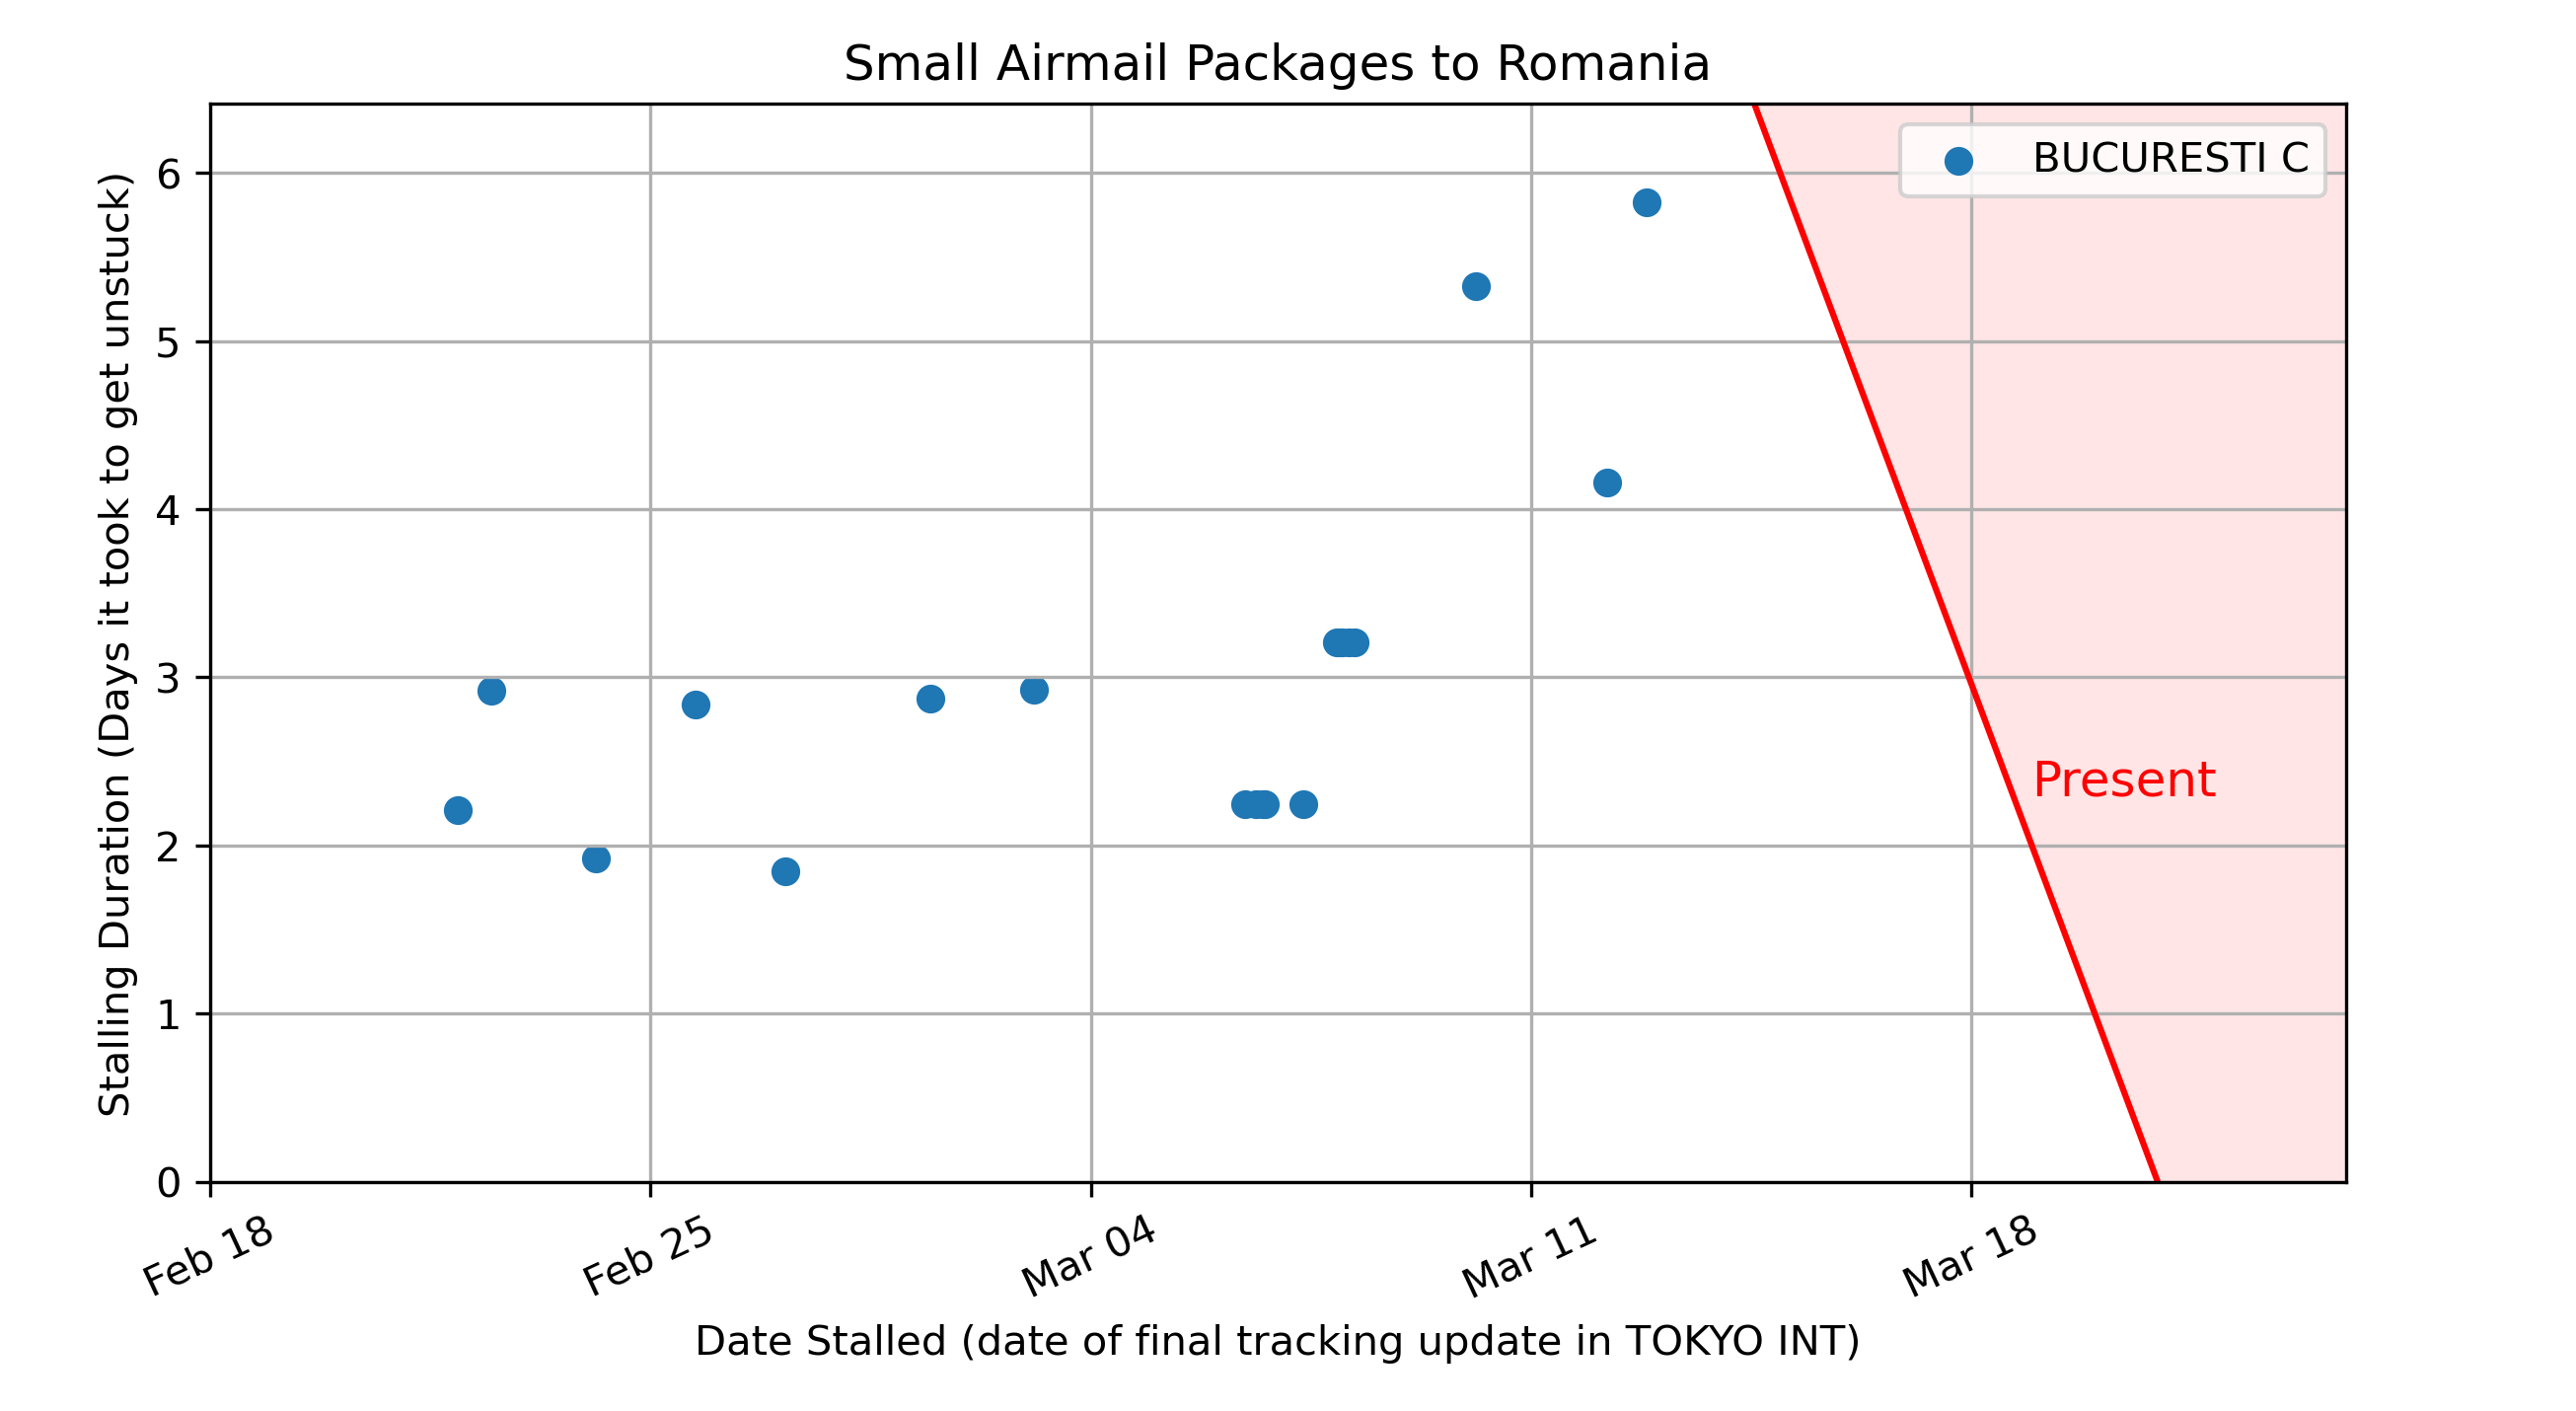 Small Airmail Packages to Romania
BUCURESTI C
Stalling Duration (Days it took to get unstuck)
6
5
4
3
2
1
0
Present
Feb 18
Feb 25
Mar 04
Mar 11
Mar 18
Date Stalled (date of final tracking update in TOKYO INT)